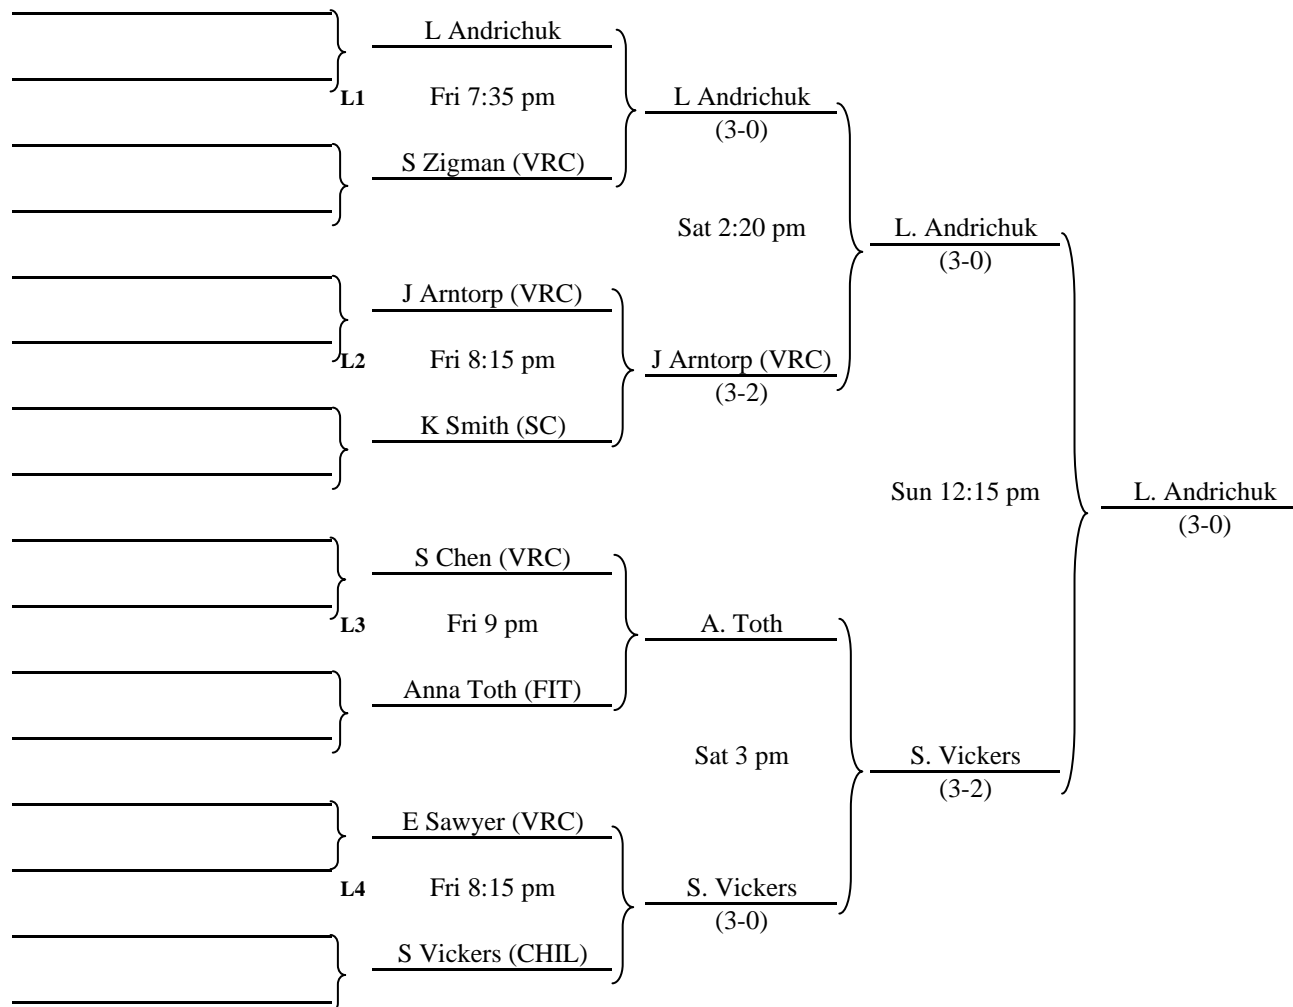 L Andrichuk
L1 Fri 7:35 pm
L Andrichuk
(3-0)
S Zigman (VRC)
Sat 2:20 pm
L. Andrichuk
(3-0)
J Arntorp (VRC)
L2 Fri 8:15 pm
J Arntorp (VRC)
(3-2)
K Smith (SC)
Sun 12:15 pm
L. Andrichuk
(3-0)
S Chen (VRC)
L3 Fri 9 pm
A. Toth
Anna Toth (FIT)
Sat 3 pm
S. Vickers
(3-2)
E Sawyer (VRC)
L4 Fri 8:15 pm
S. Vickers
(3-0)
S Vickers (CHIL)